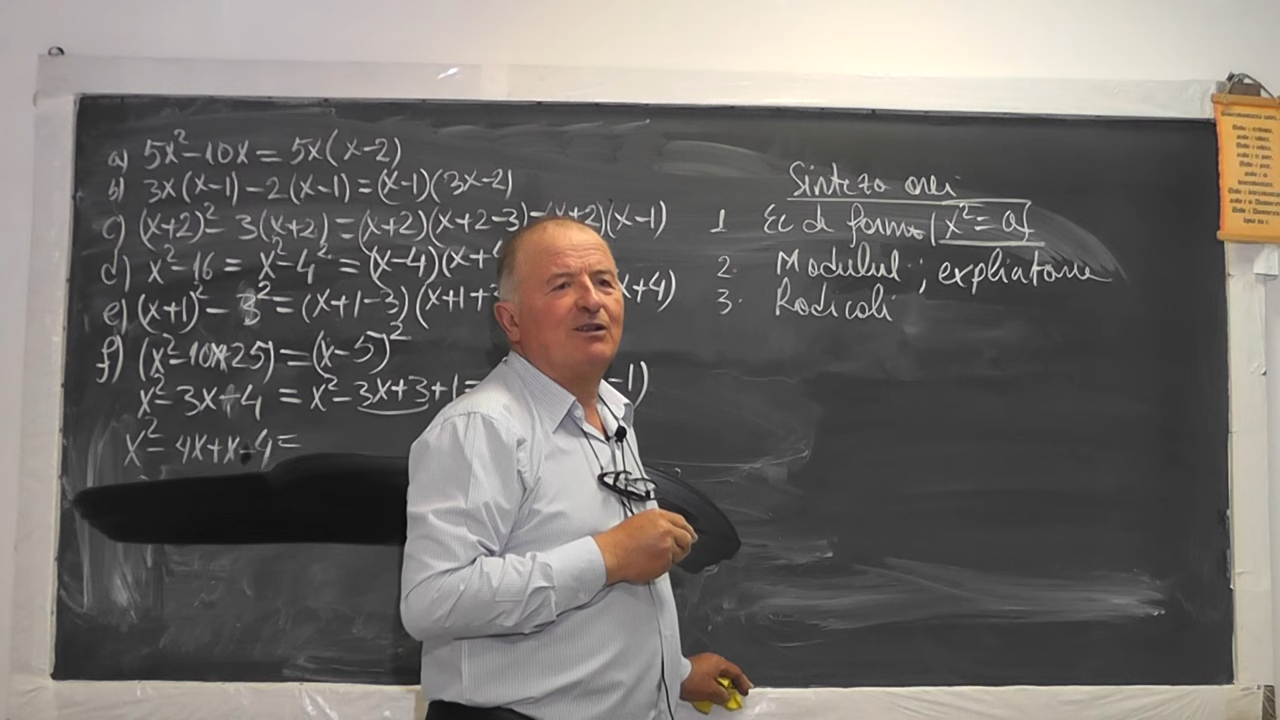 a) 5x²-10x = 5x(x-2)
b) 3x(x-1)-2(x-1)=(x-1)(3x-2)
c) (x+2)²-3(x+2)=(x+2)(x+2-3)=(x+2)(x-1)
d) x²-16 = x²-4² = (x-4)(x+4
e) (x+1)²-3²=(x+1-3)(x+1+3 x+4)
f) (x²-10x+25)=(x-5)²
x²-3x+4 = x²-3x+3+1= -1)
x²-4x+x-4=
Sinteza orei
1 Ec d forma x²=a
2. Modulul ;
3. Radicali